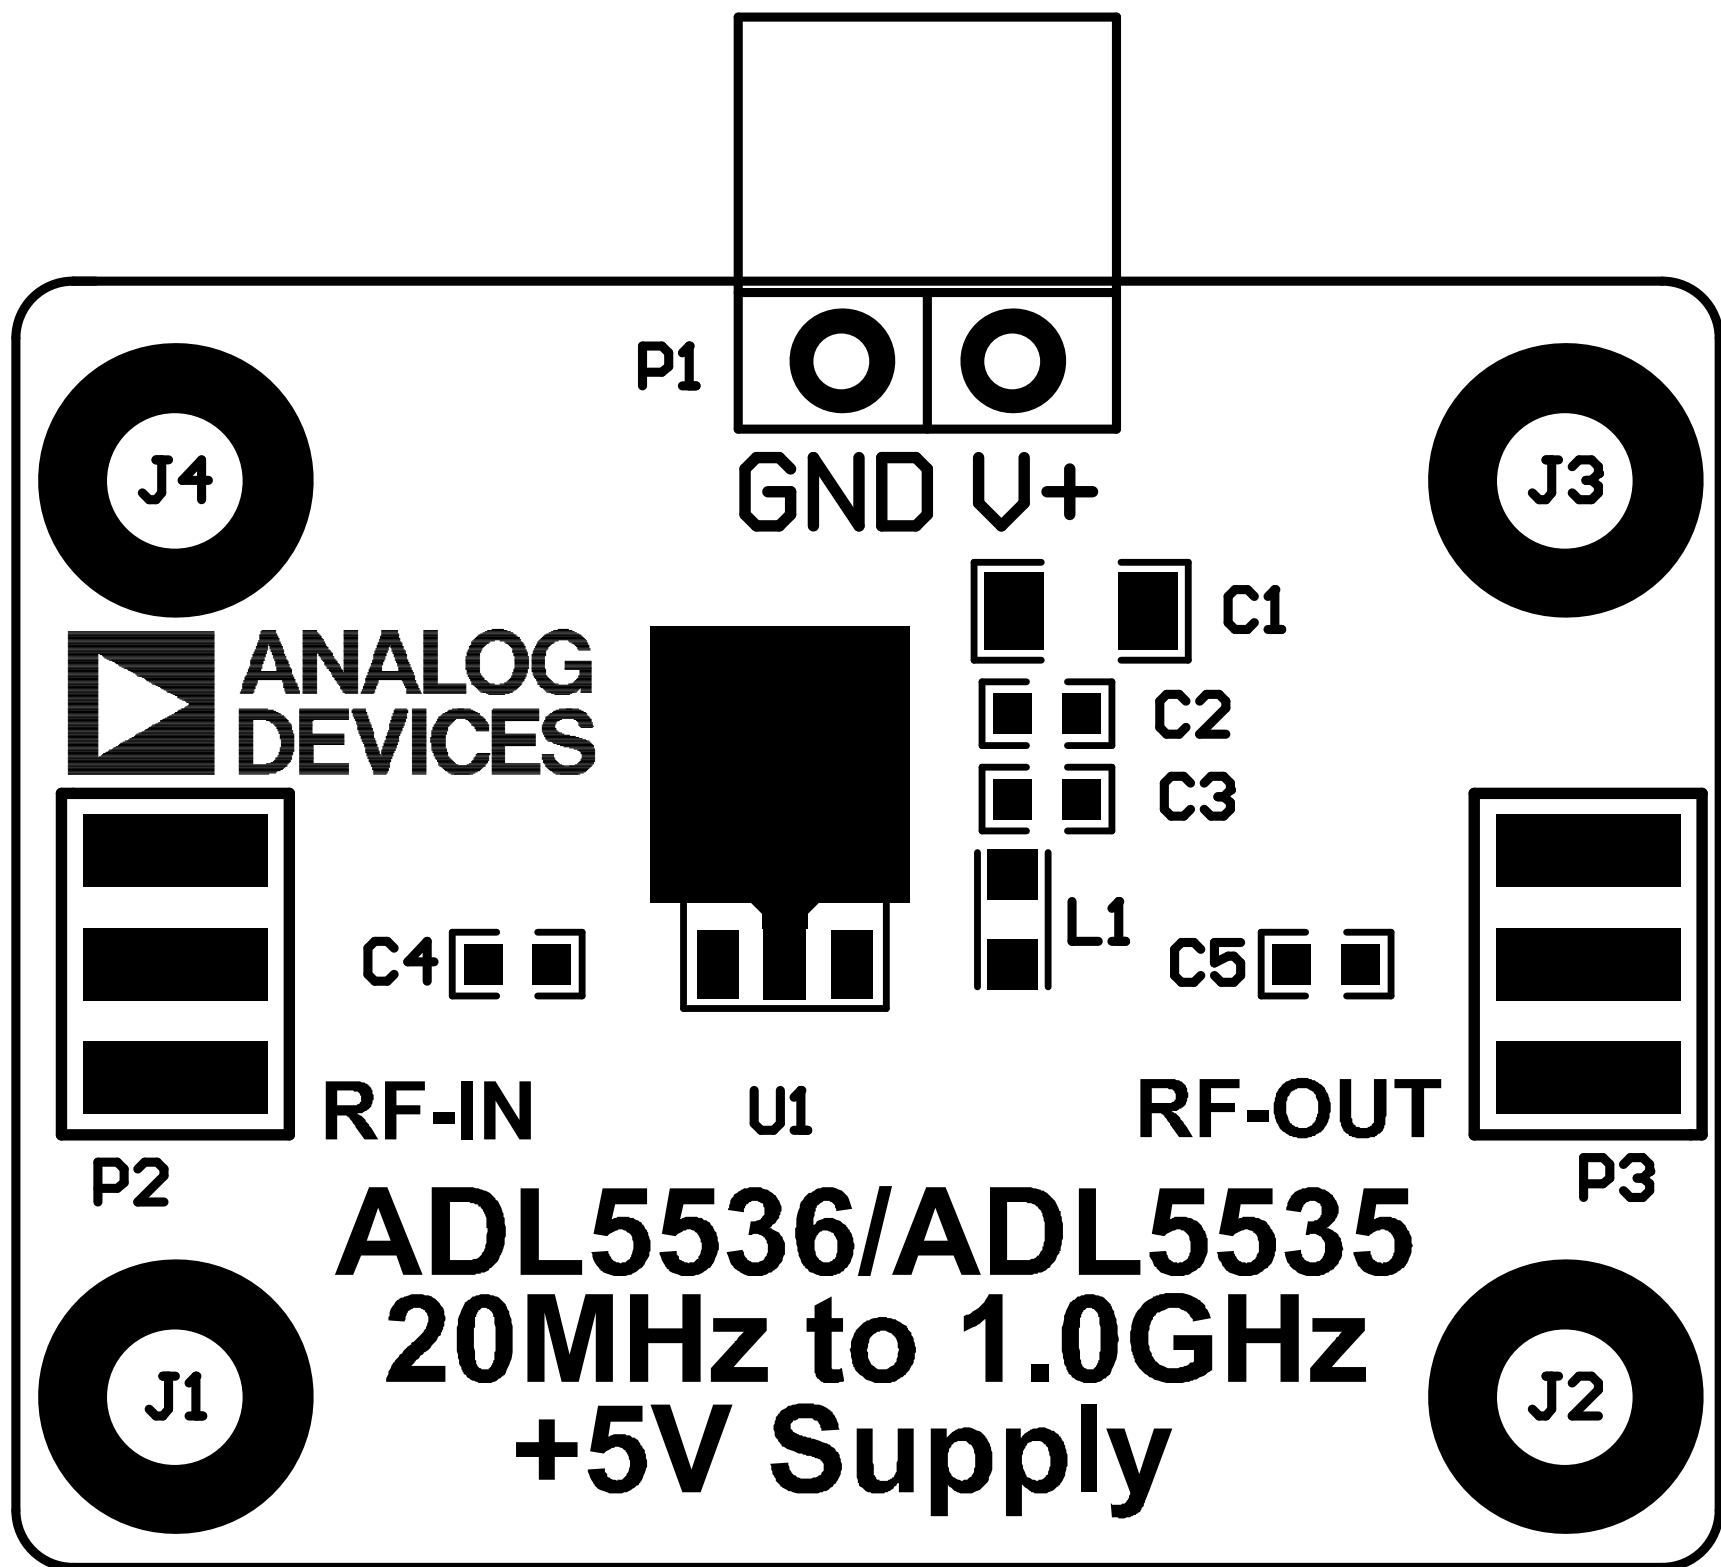 P1
GND V+
J4
J3
C1
ANALOG
DEVICES
C2
C3
L1
C4
C5
RF-IN
U1
RF-OUT
P2
P3
ADL5536/ADL5535
20MHz to 1.0GHz
+5V Supply
J1
J2